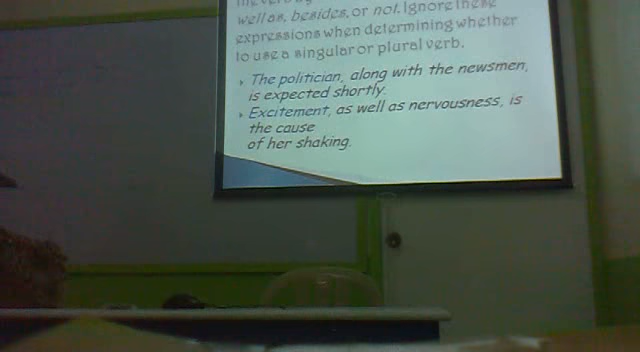 well as, besides, or not. Ignore these
expressions when determining whether
to use a singular or plural verb.
The politician, along with the newsmen,
is expected shortly.
Excitement, as well as nervousness, is
the cause
of her shaking.